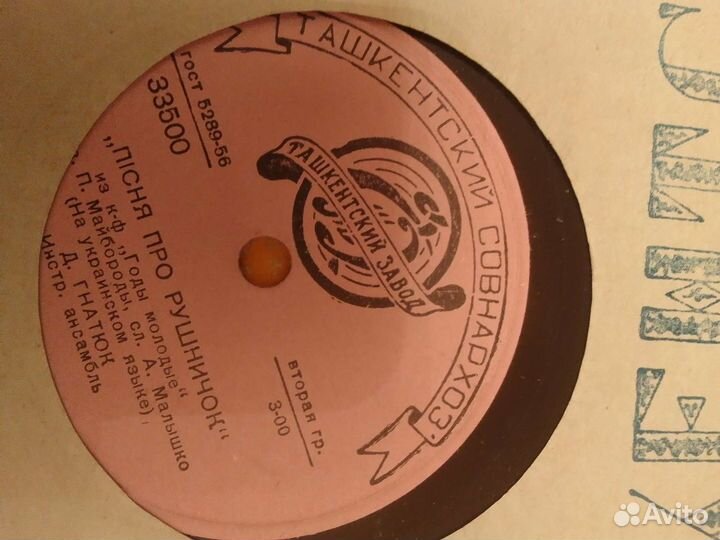 ТАШКЕНТСКИЙ СОВНАРХОЗ.
ТАШКЕНТСКИЙ ЗАВОД
гост 5289-56
33500
вторая гр.
3-00
„ПІСНЯ ПРО РУШНИЧОК“
из к-ф „Годы молодые“
П. Майбороды, сл. А. Малышко
(На украинском языке)
Д. ГНАТЮК
Инстр. ансамбль
Avito